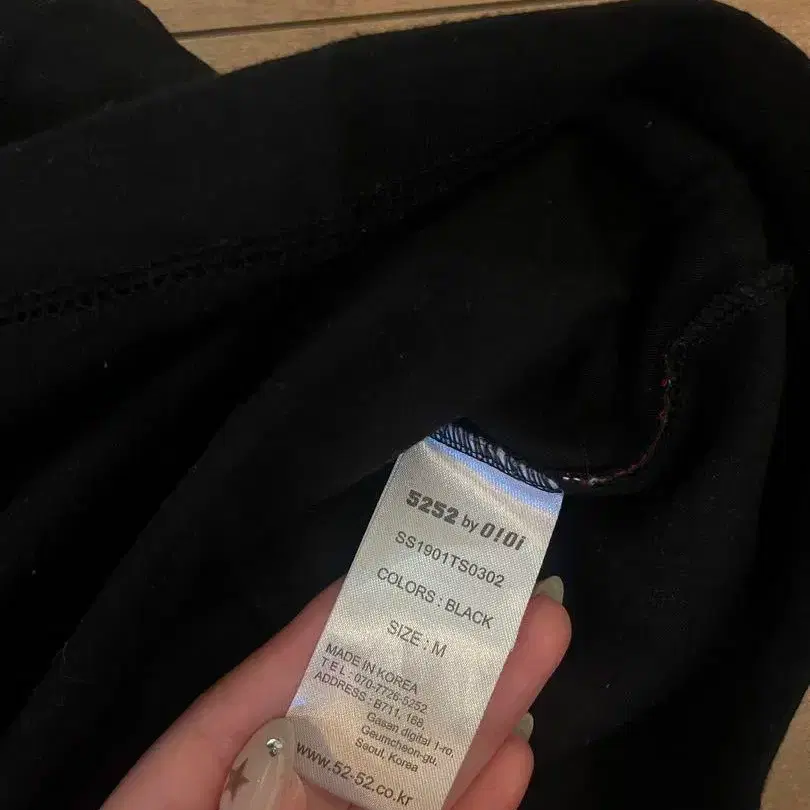 5252 by O!Oi
SS1901TS0302
COLORS : BLACK
SIZE : M
MADE IN KOREA
T E L : 070-7726-5252
ADDRESS : B711, 168,
Gasan digital 1-ro,
Geumcheon-gu,
Seoul, Korea
www.52-52.co.kr